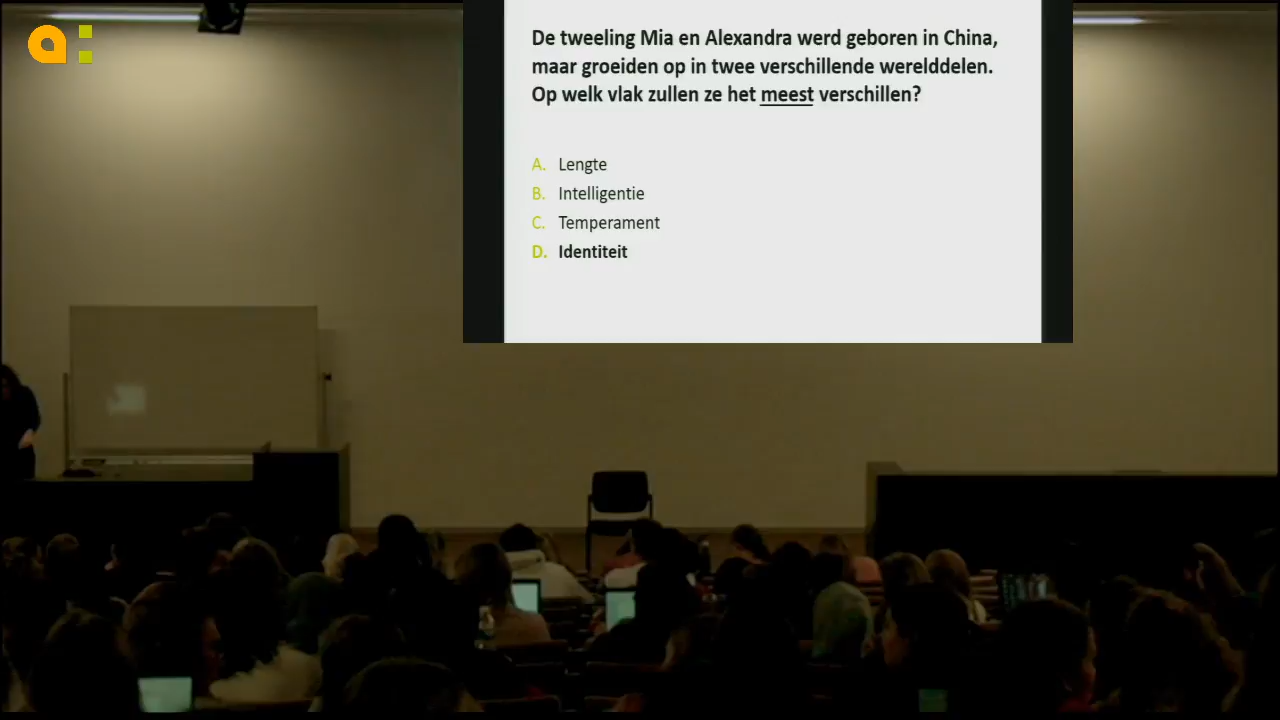 De tweeling Mia en Alexandra werd geboren in China,
maar groeiden op in twee verschillende werelddelen.
Op welk vlak zullen ze het meest verschillen?
A. Lengte
B. Intelligentie
C. Temperament
D. Identiteit